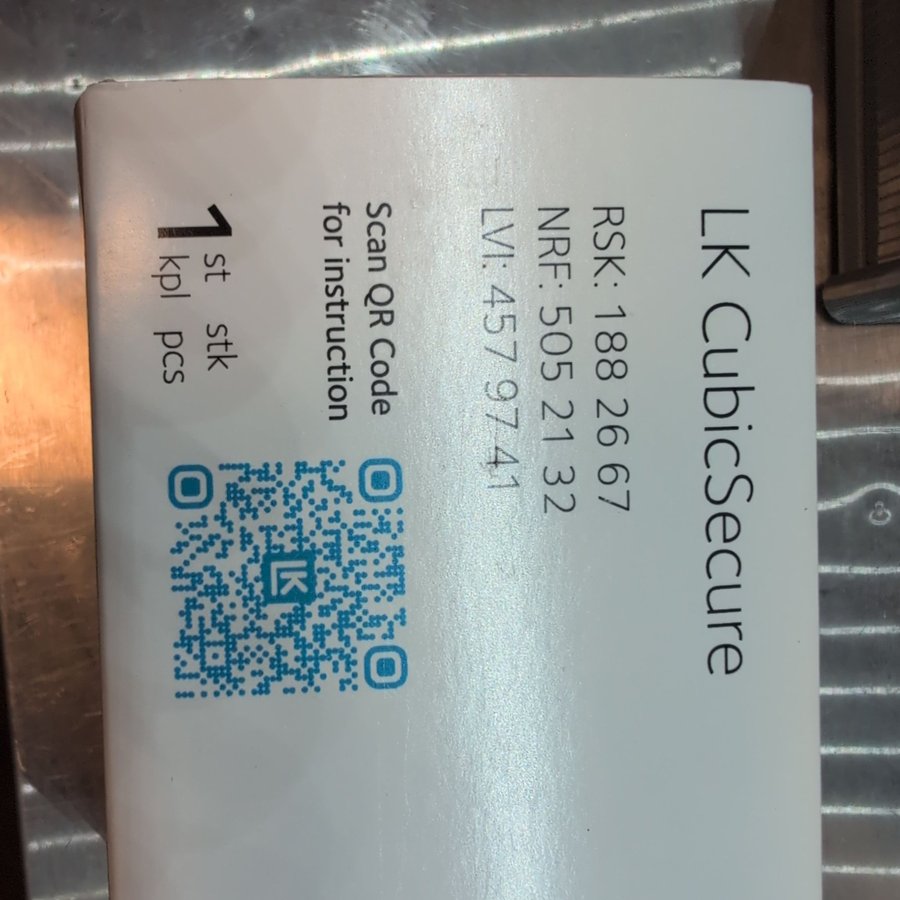 LK CubicSecure
RSK: 188 26 67
NRF: 505 21 32
LVI: 457 97 41
Scan QR Code
for instruction
1 st stk
kpl pcs
LK